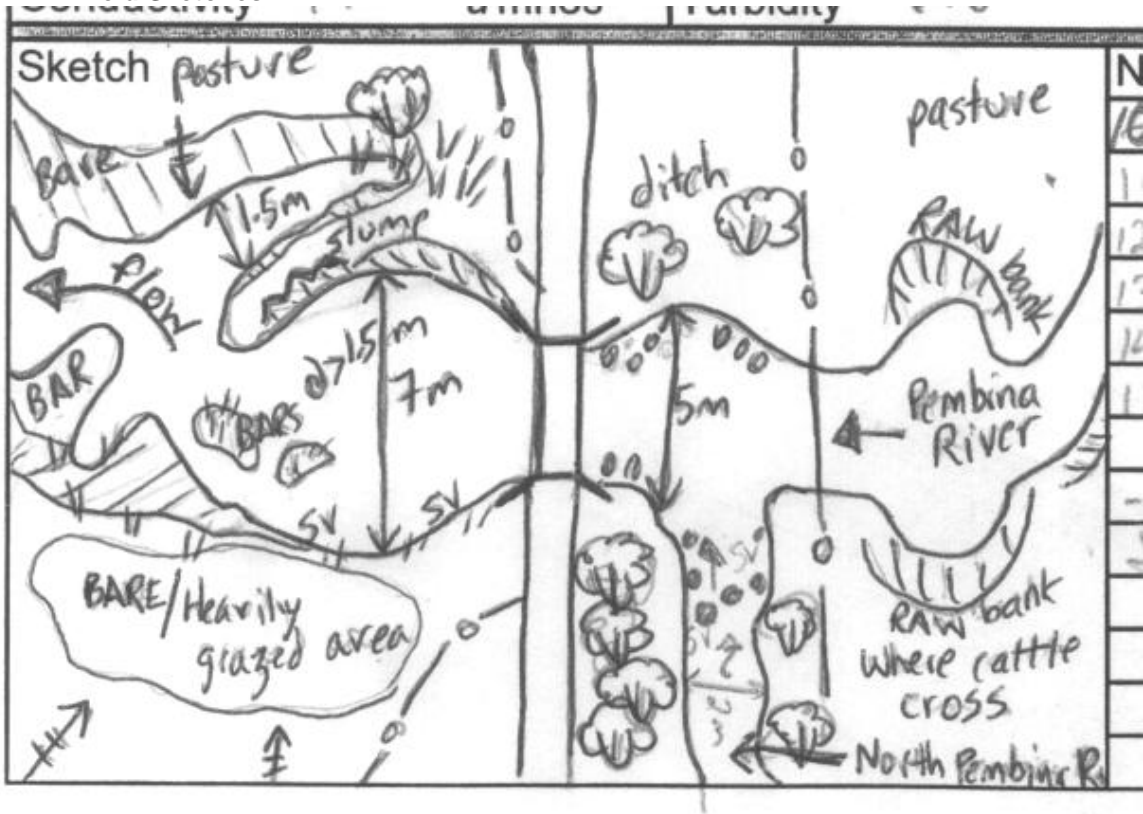 Sketch pasture
pasture
Bare
1.5m
slump
ditch
RAW
bank
flow
d>1.5m
7m
BAR
BARS
5m
Pembina
River
SV
SV
SV
BARE/Heavily
grazed area
RAW bank
where cattle
cross
North Pembina R